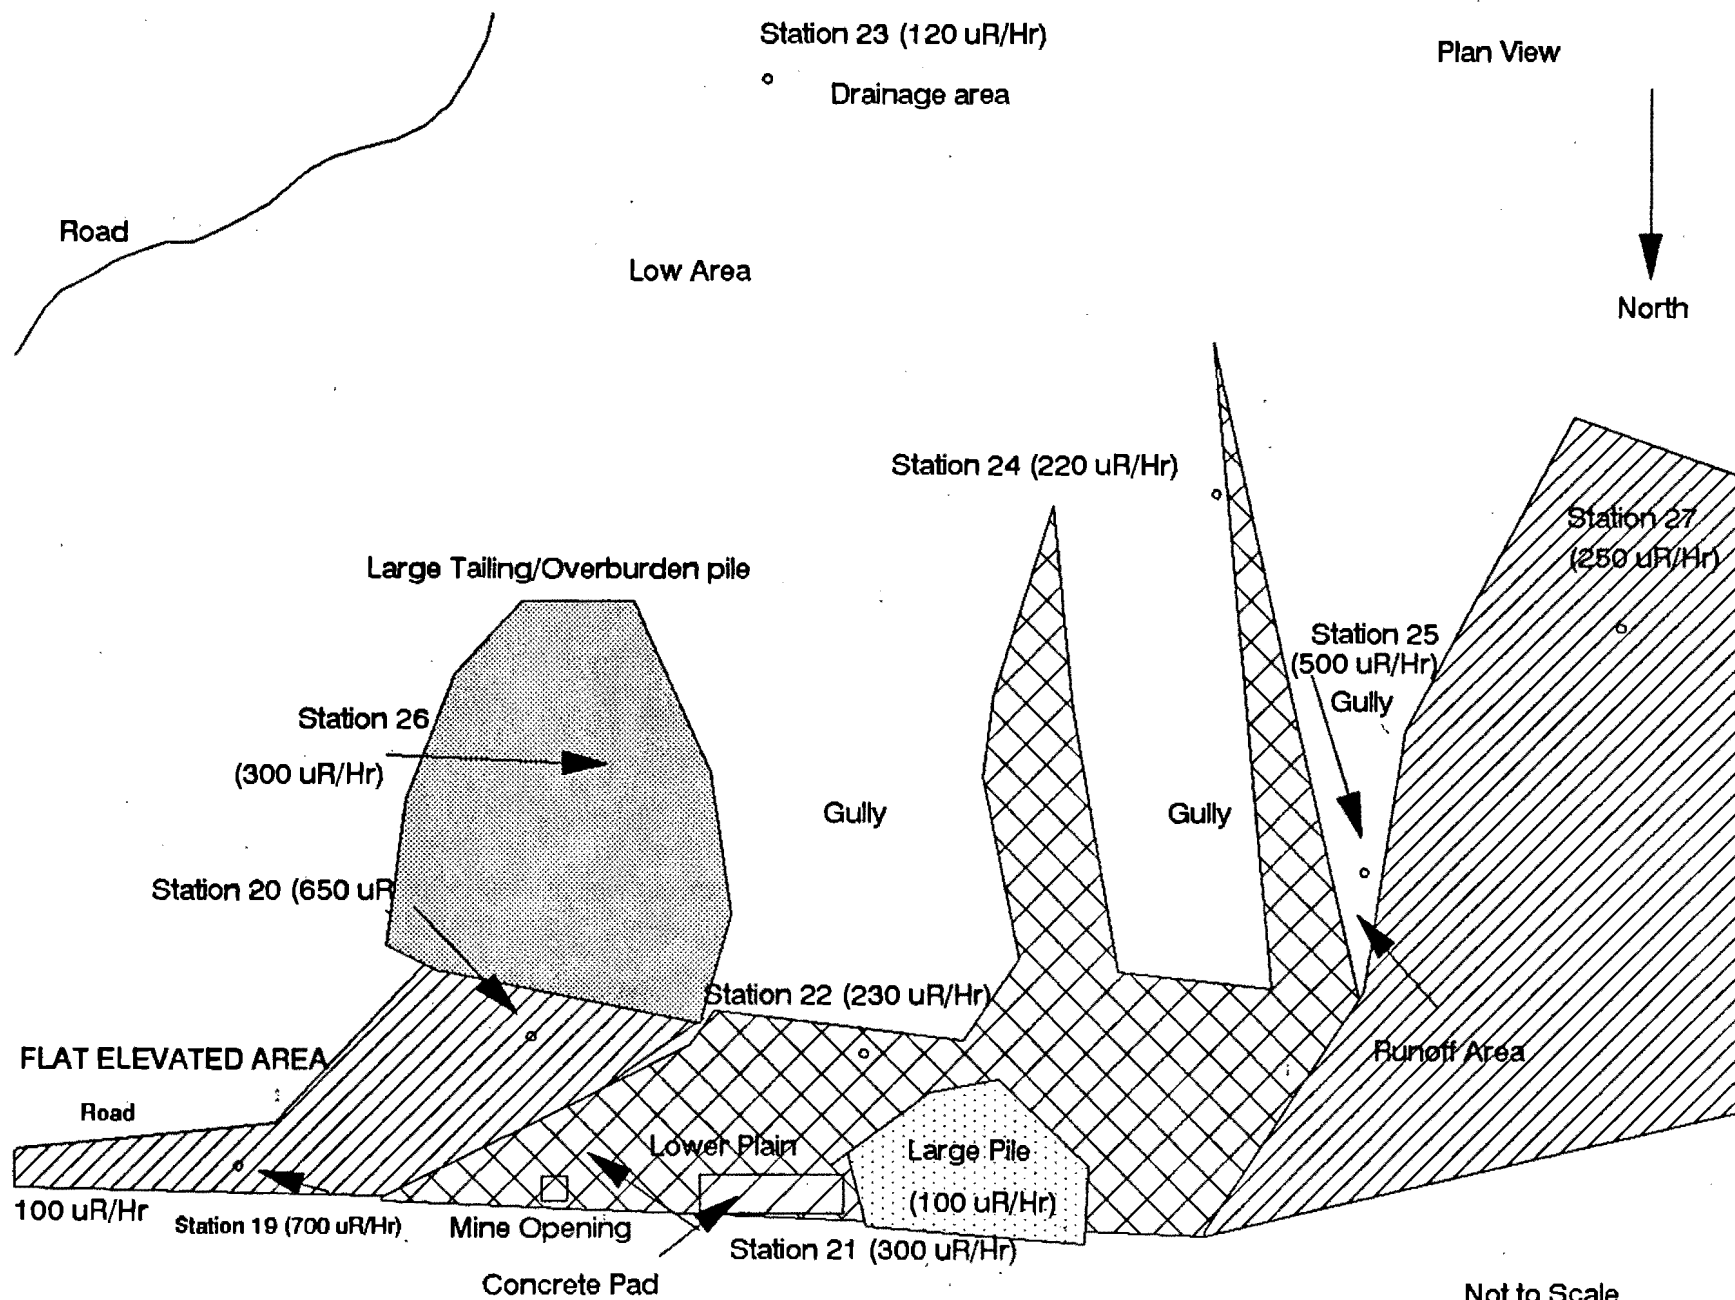 Station 23 (120 uR/Hr)
Plan View
Drainage area
Road
Low Area
North
Station 24 (220 uR/Hr)
Station 27
(250 uR/Hr)
Large Tailing/Overburden pile
Station 25
(500 uR/Hr)
Gully
Station 26
(300 uR/Hr)
Gully
Gully
Station 20 (650 uR
Station 22 (230 uR/Hr)
FLAT ELEVATED AREA
Runoff Area
Road
Lower Plain
Large Pile
(100 uR/Hr)
100 uR/Hr
Station 19 (700 uR/Hr)
Mine Opening
Station 21 (300 uR/Hr)
Concrete Pad
Not to Scale